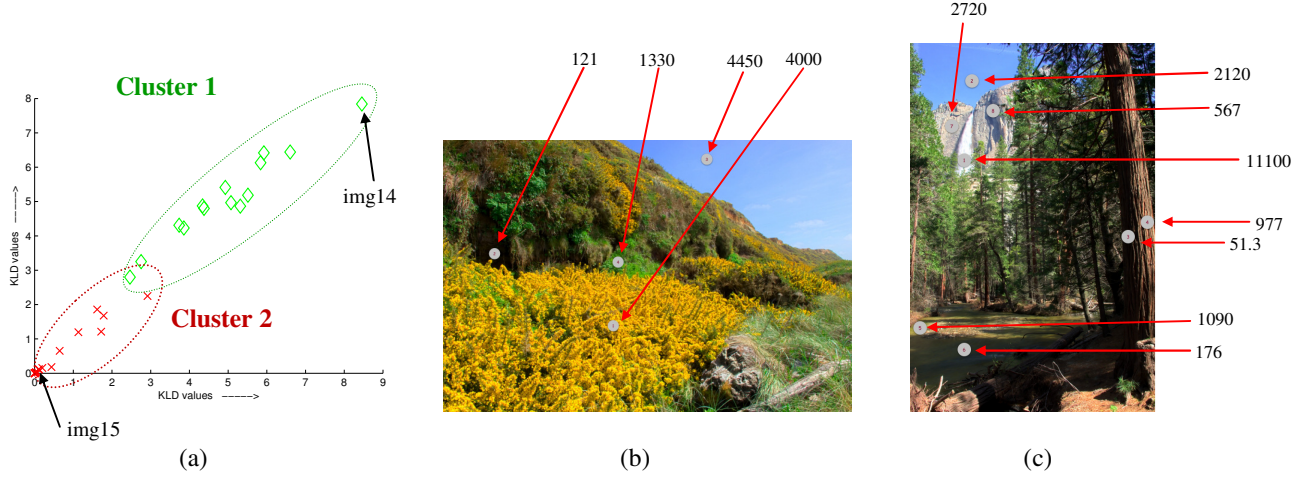 Cluster 1
8
7
6
5
4
3
2
1
0
KLD values ----->
0 1 2 3 4 5 6 7 8 9
KLD values ----->
Cluster 2
img14
img15
(a)
121
1330
4450
4000
(b)
2720
2120
567
11100
977
51.3
1090
176
(c)